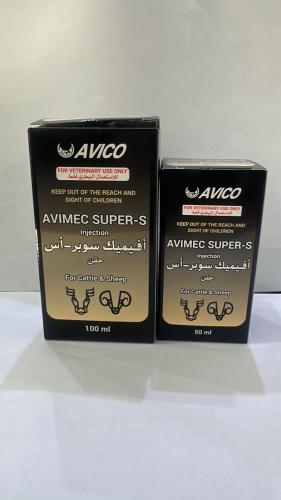 AVICO
FOR VETERINARY USE ONLY
للإستعمال البيطري فقط
KEEP OUT OF THE REACH AND
SIGHT OF CHILDREN
AVIMEC SUPER-S
Injection
أفيميك سوبر-أس
حقن
For Cattle & Sheep
100 ml
AVICO
FOR VETERINARY USE ONLY
للإستعمال البيطري فقط
KEEP OUT OF THE REACH AND
SIGHT OF CHILDREN
AVIMEC SUPER-S
Injection
أفيميك سوبر-أس
حقن
For Cattle & Sheep
50 ml